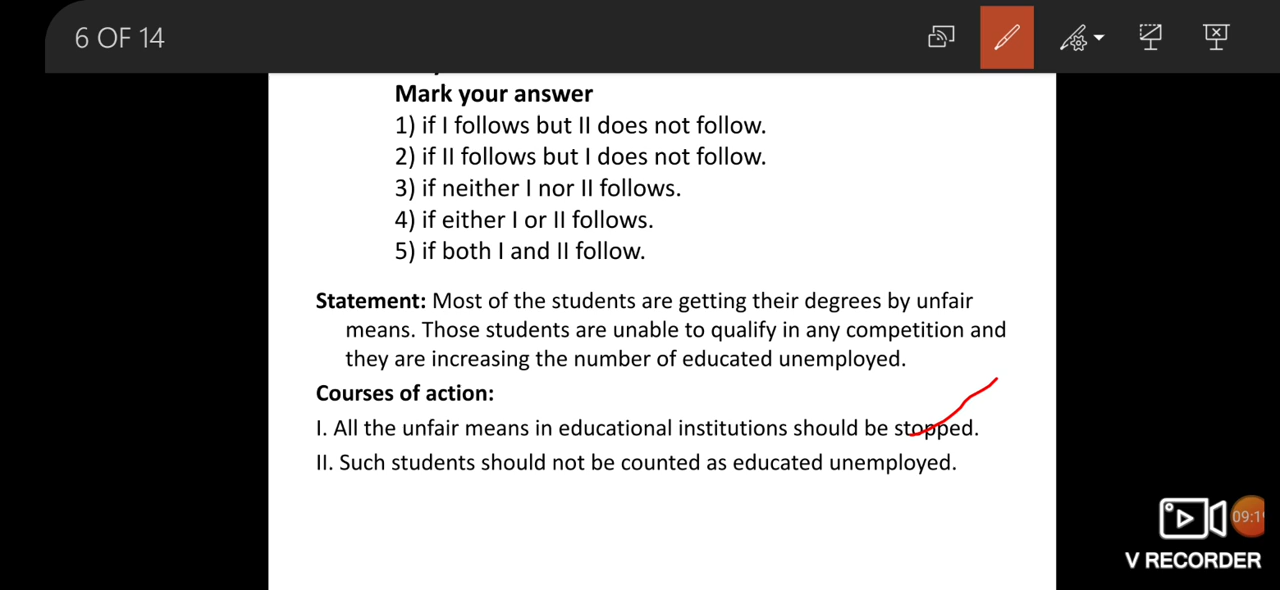 6 OF 14
Mark your answer
1) if I follows but II does not follow.
2) if II follows but I does not follow.
3) if neither I nor II follows.
4) if either I or II follows.
5) if both I and II follow.
Statement: Most of the students are getting their degrees by unfair
means. Those students are unable to qualify in any competition and
they are increasing the number of educated unemployed.
Courses of action:
I. All the unfair means in educational institutions should be stopped.
II. Such students should not be counted as educated unemployed.
V RECORDER